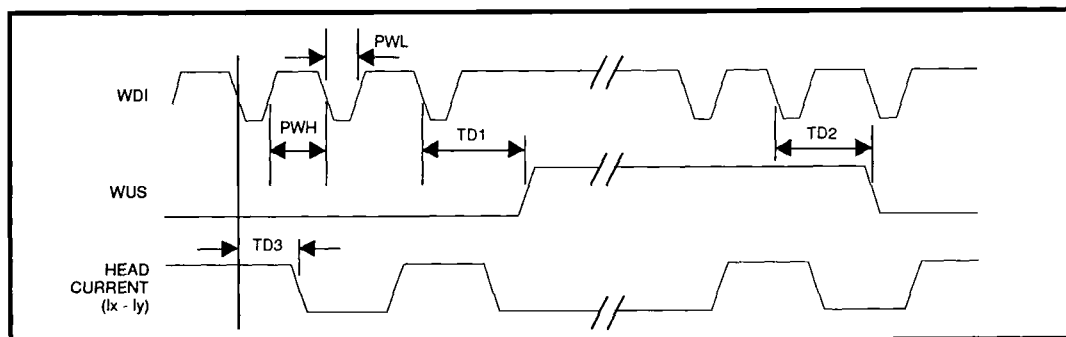 PWL
WDI
PWH
TD1
TD2
WUS
TD3
HEAD
CURRENT
(Ix - Iy)